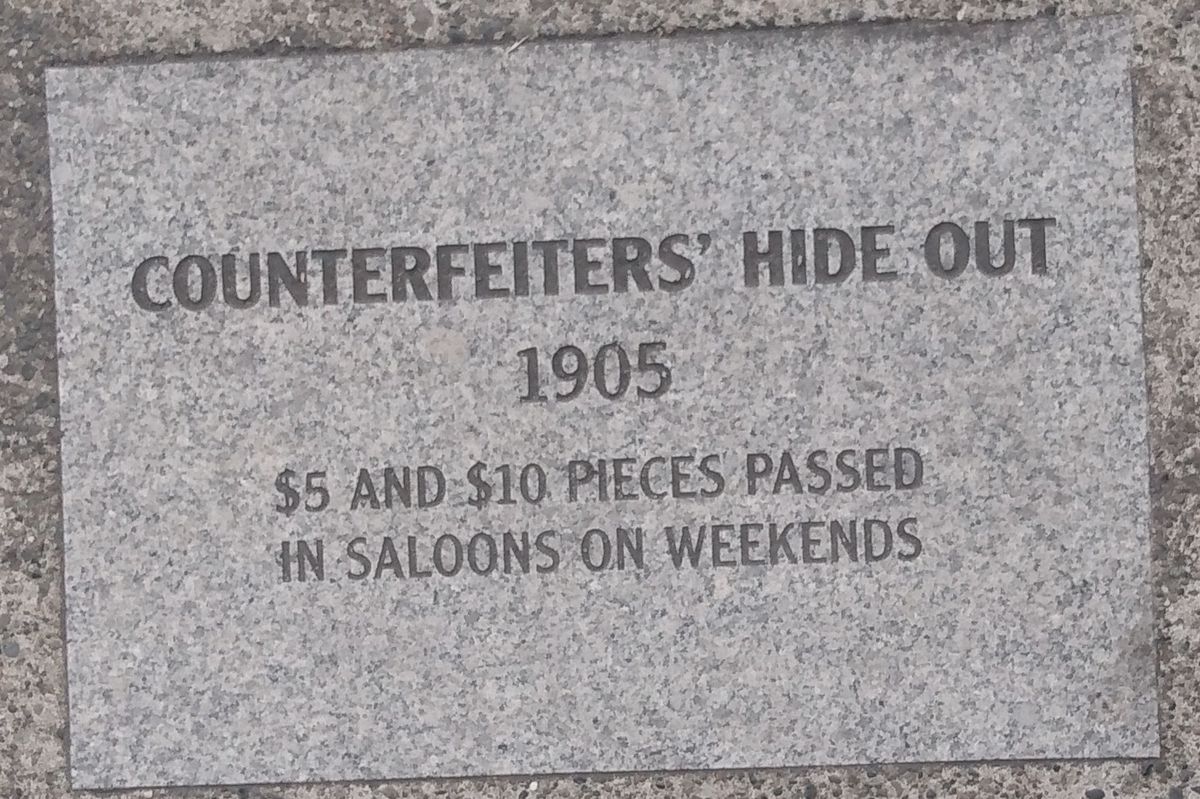 COUNTERFEITERS' HIDE OUT
1905
$5 AND $10 PIECES PASSED
IN SALOONS ON WEEKENDS